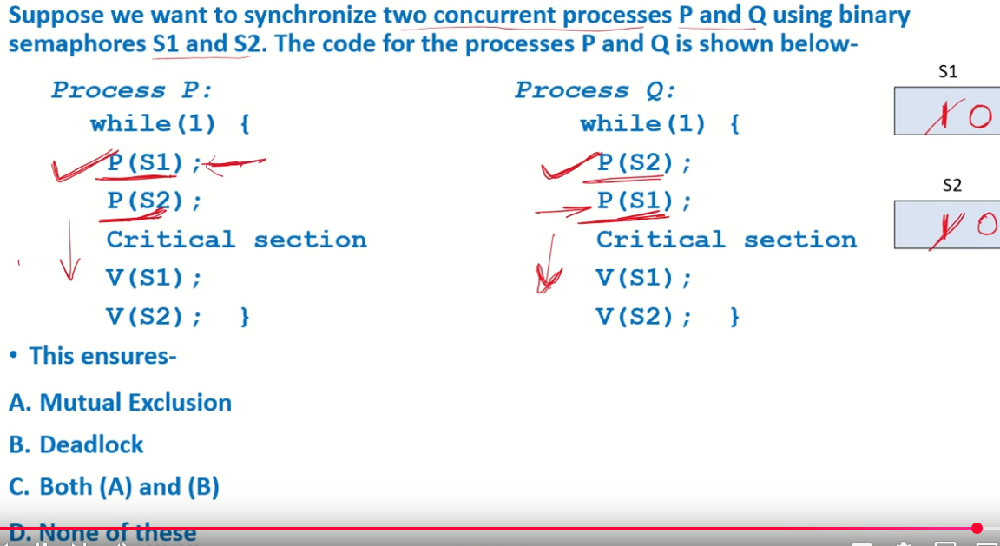 Suppose we want to synchronize two concurrent processes P and Q using binary
semaphores S1 and S2. The code for the processes P and Q is shown below-
S1
1 0
Process P:
while(1) {
P(S1);
P(S2);
Critical section
V(S1);
V(S2); }
Process Q:
while(1) {
P(S2);
P(S1);
Critical section
V(S1);
V(S2); }
S2
1 0
• This ensures-
A. Mutual Exclusion
B. Deadlock
C. Both (A) and (B)
D. None of these